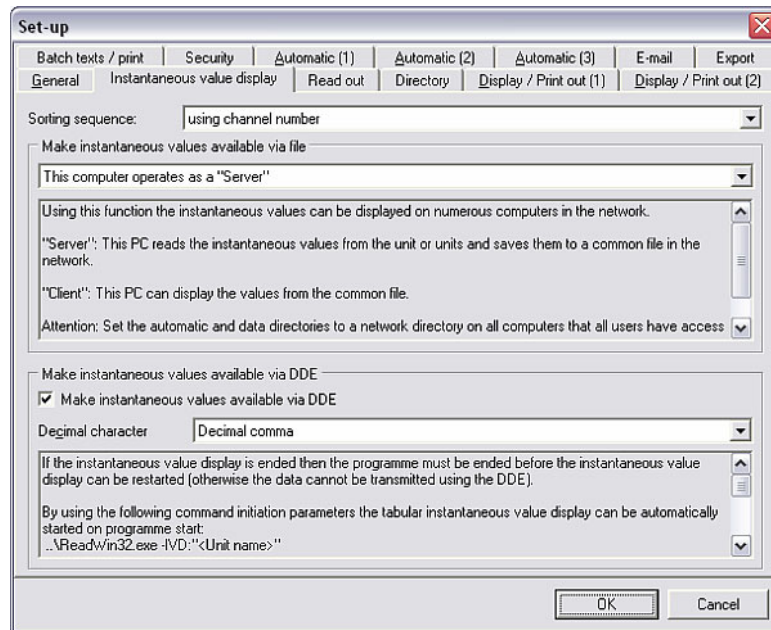 Set-up
Batch texts / print
Security
Automatic (1)
Automatic (2)
Automatic (3)
E-mail
Export
General
Instantaneous value display
Read out
Directory
Display / Print out (1)
Display / Print out (2)
Sorting sequence:
using channel number
Make instantaneous values available via file
This computer operates as a "Server"
Using this function the instantaneous values can be displayed on numerous computers in the network.
"Server": This PC reads the instantaneous values from the unit or units and saves them to a common file in the
network.
"Client": This PC can display the values from the common file.
Attention: Set the automatic and data directories to a network directory on all computers that all users have access
Make instantaneous values available via DDE
Make instantaneous values available via DDE
Decimal character
Decimal comma
If the instantaneous value display is ended then the programme must be ended before the instantaneous value
display can be restarted (otherwise the data cannot be transmitted using the DDE).
By using the following command initiation parameters the tabular instantaneous value display can be automatically
started on programme start:
..\ReadWin32.exe -IVD:"<Unit name>"
OK
Cancel